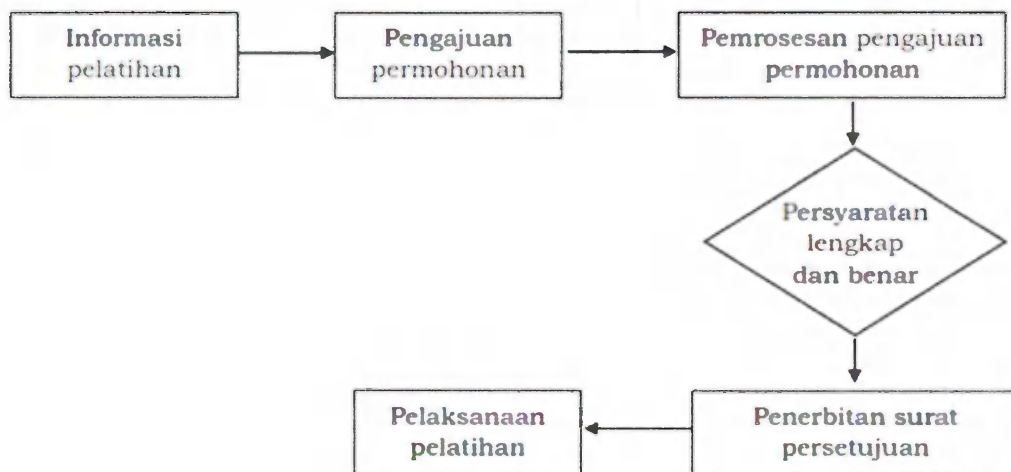 Informasi
pelatihan
Pengajuan
permohonan
Pemrosesan pengajuan
permohonan
Persyaratan
lengkap
dan benar
Penerbitan surat
persetujuan
Pelaksanaan
pelatihan